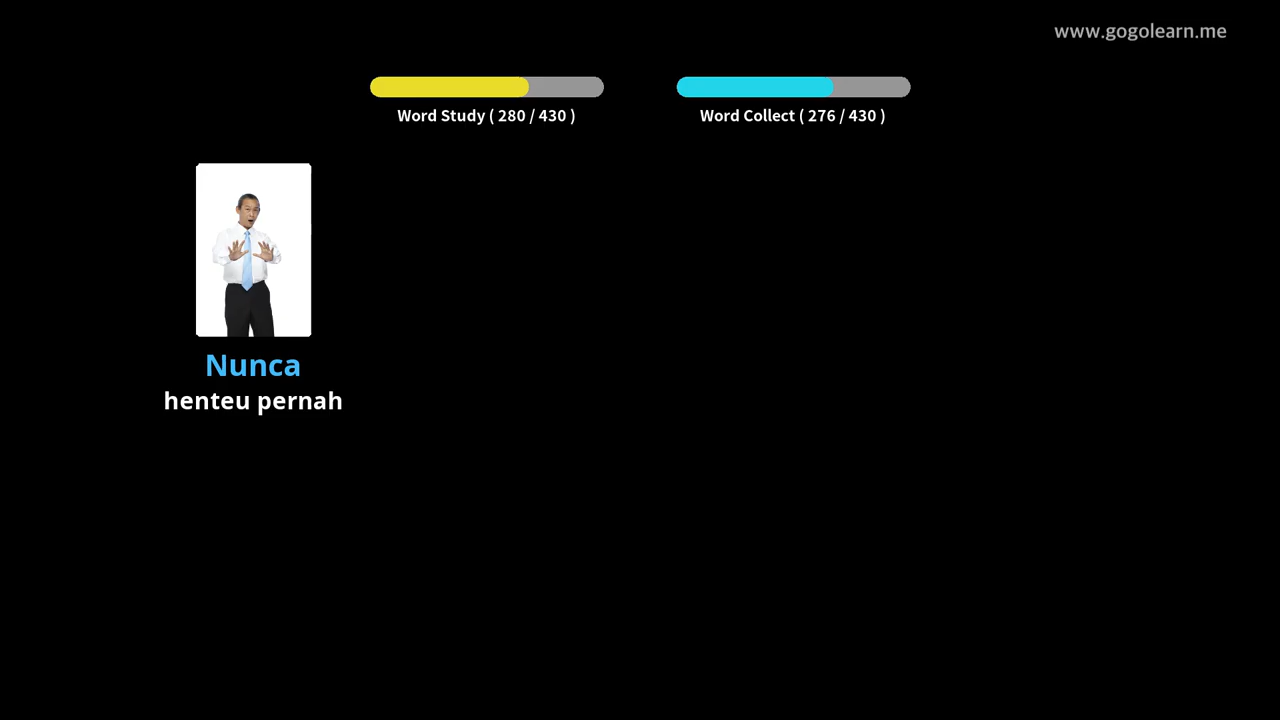 www.gogolearn.me
Word Study ( 280 / 430 )
Word Collect ( 276 / 430 )
Nunca
henteu pernah